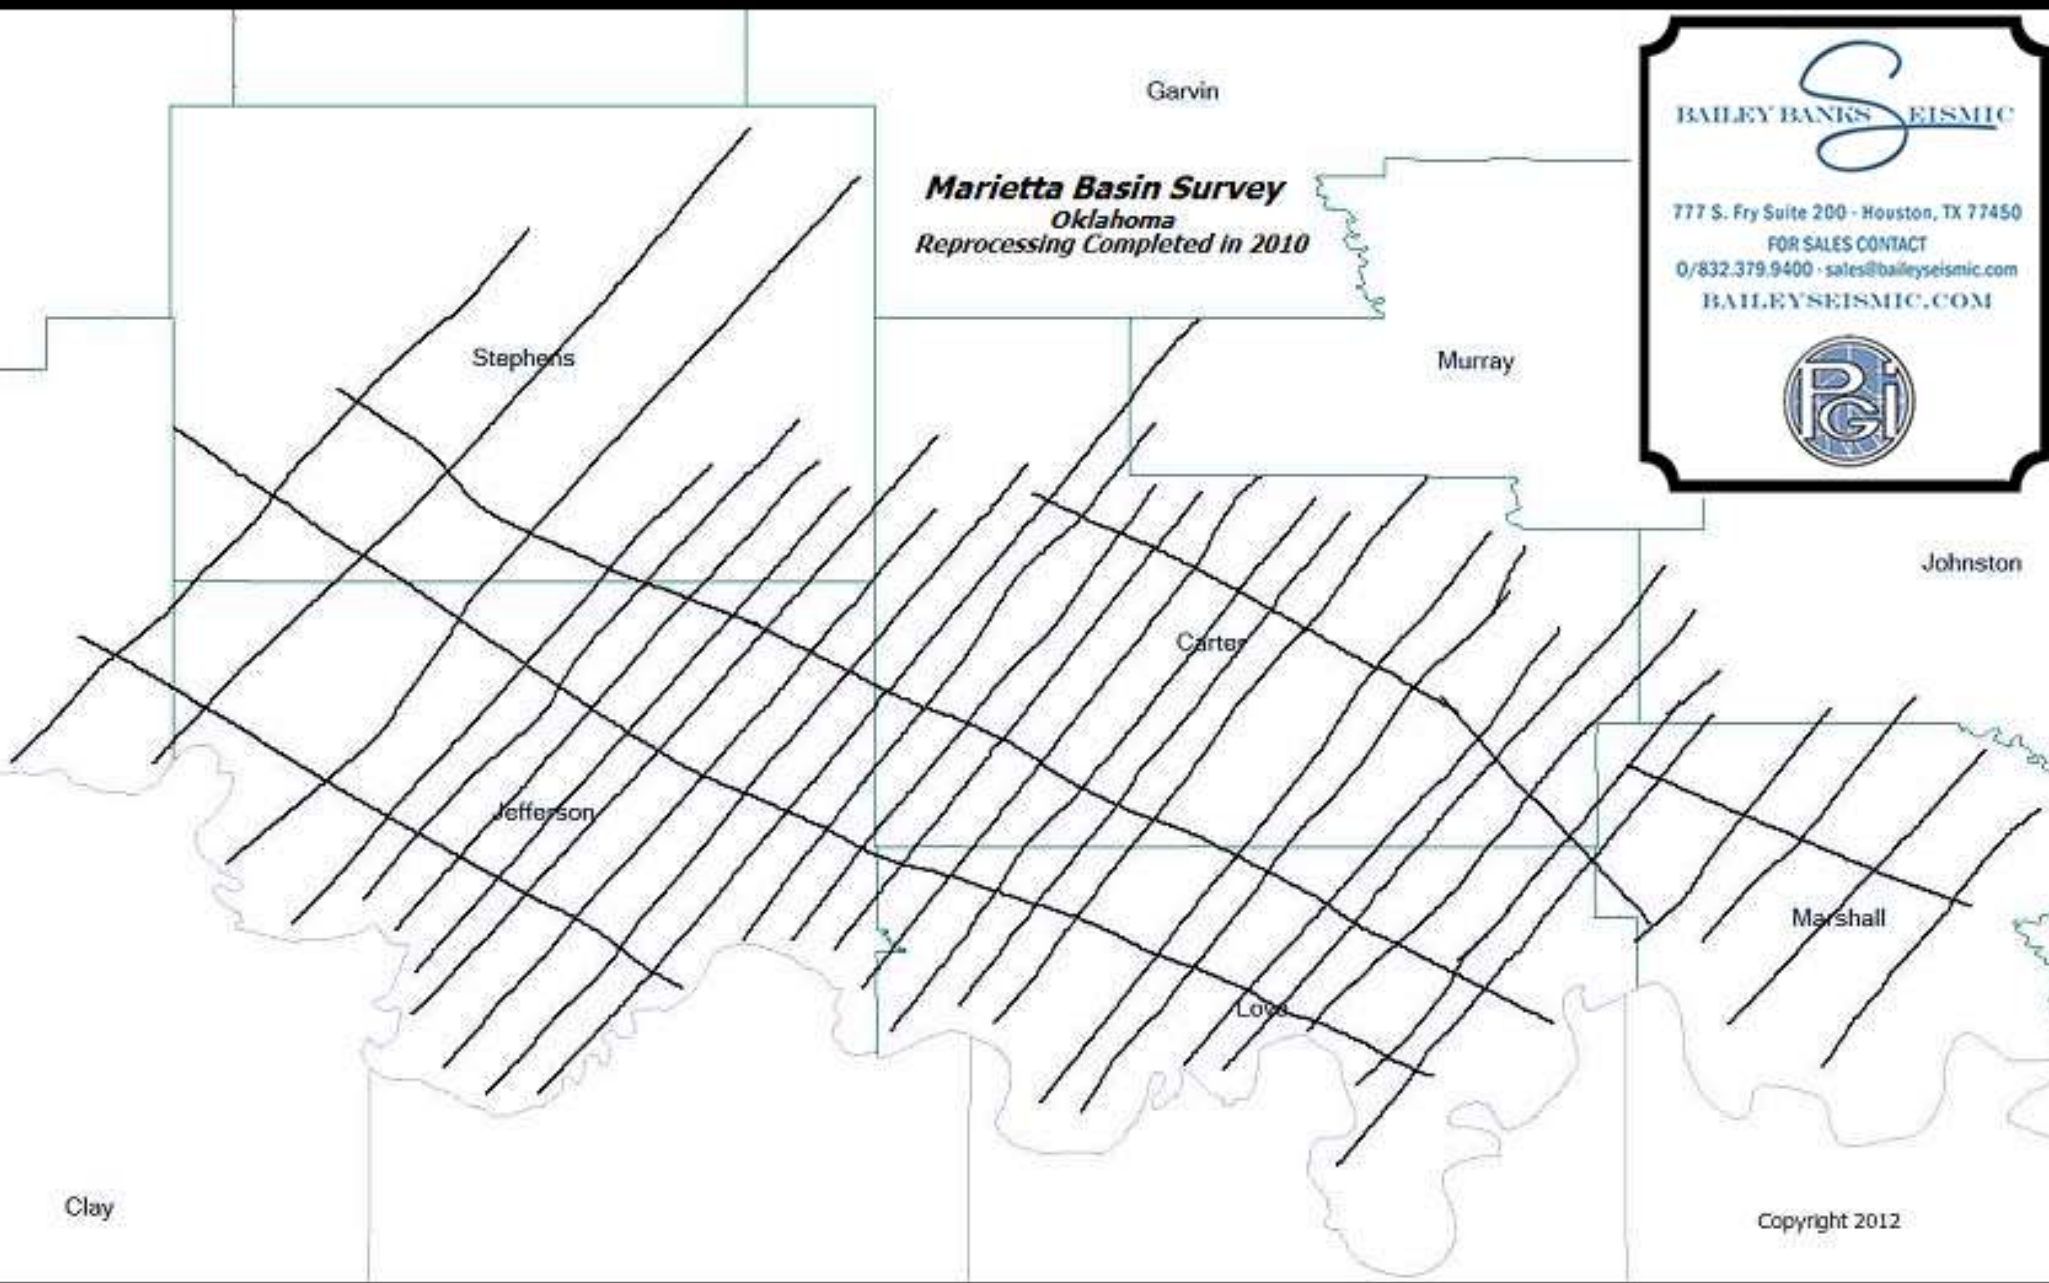 Garvin
Marietta Basin Survey
Oklahoma
Reprocessing Completed in 2010
BAILEY BANKS SEISMIC
777 S. Fry Suite 200 - Houston, TX 77450
FOR SALES CONTACT
O/832.379.9400 - sales@baileyseismic.com
BAILEYSEISMIC.COM
PGI
Stephens
Murray
Johnston
Carter
Jefferson
Marshall
Love
Clay
Copyright 2012